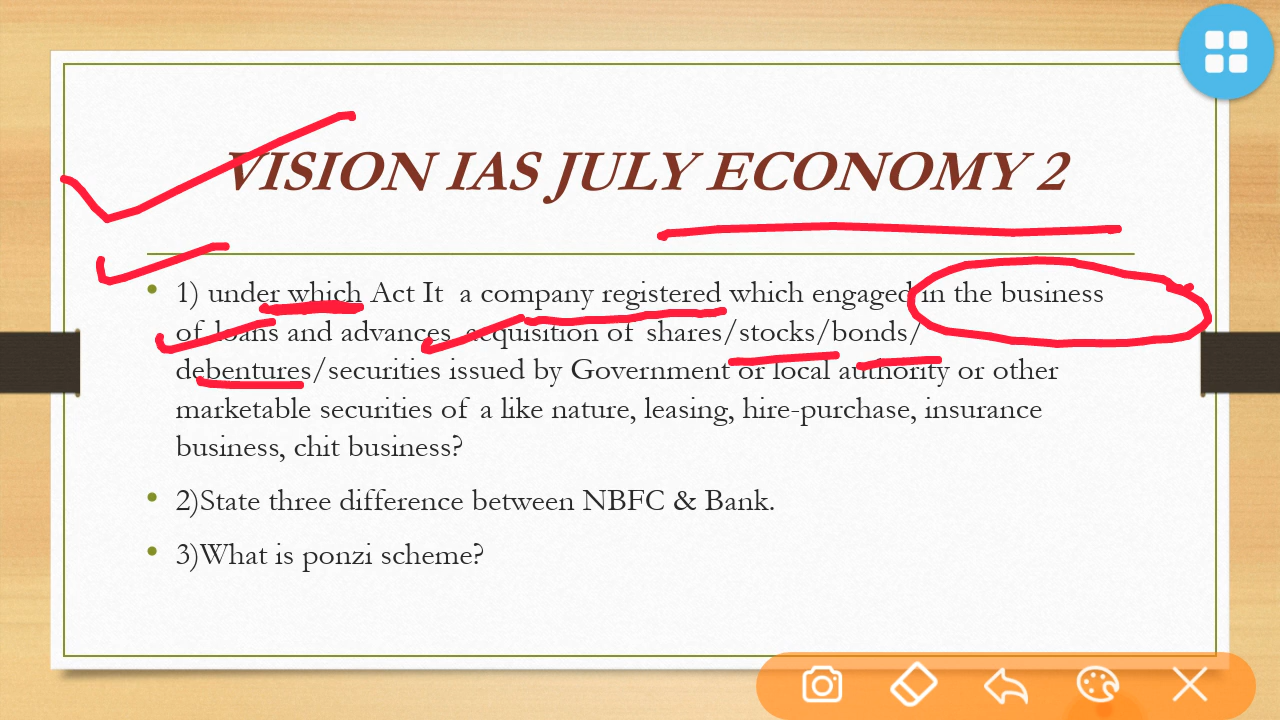 VISION IAS JULY ECONOMY 2
• 1) under which Act It a company registered which engaged in the business
of loans and advances acquisition of shares/stocks/bonds/
debentures/securities issued by Government or local authority or other
marketable securities of a like nature, leasing, hire-purchase, insurance
business, chit business?
• 2)State three difference between NBFC & Bank.
• 3)What is ponzi scheme?